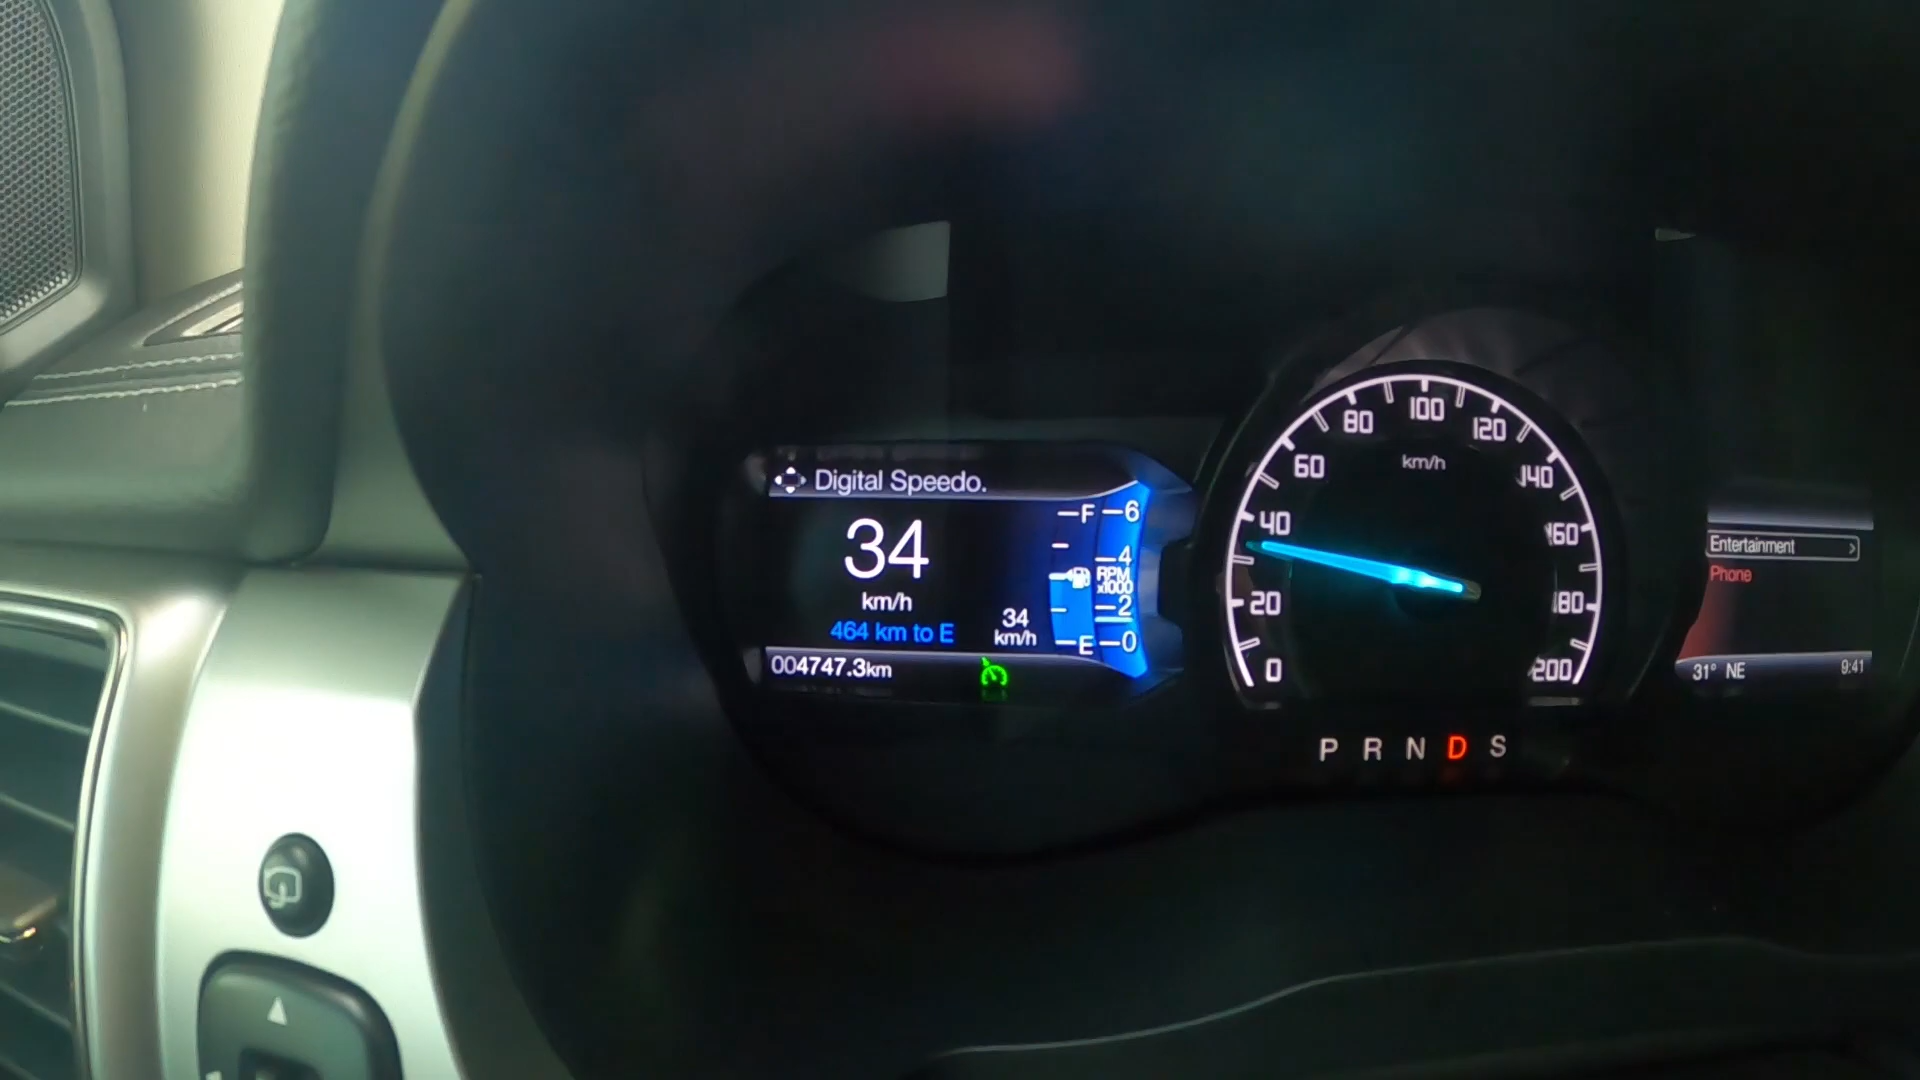 Digital Speedo.
34
km/h
464 km to E
34
km/h
004747.3km
F
E
6
4
RPM
x1000
2
0
0
20
40
60
80
100
120
140
160
180
200
km/h
P R N D S
Entertainment
Phone
31° NE
9:41